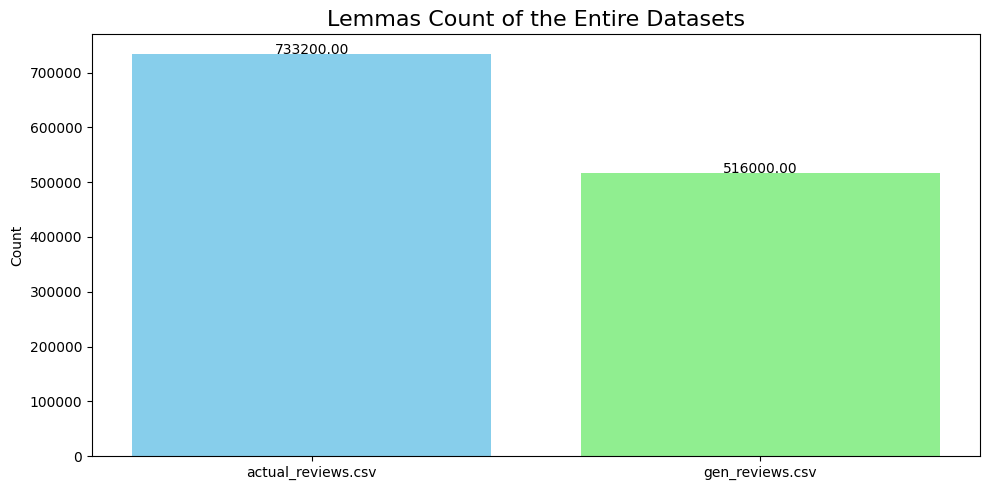 Lemmas Count of the Entire Datasets
733200.00
516000.00
700000
600000
500000
400000
300000
200000
100000
0
Count
actual_reviews.csv
gen_reviews.csv